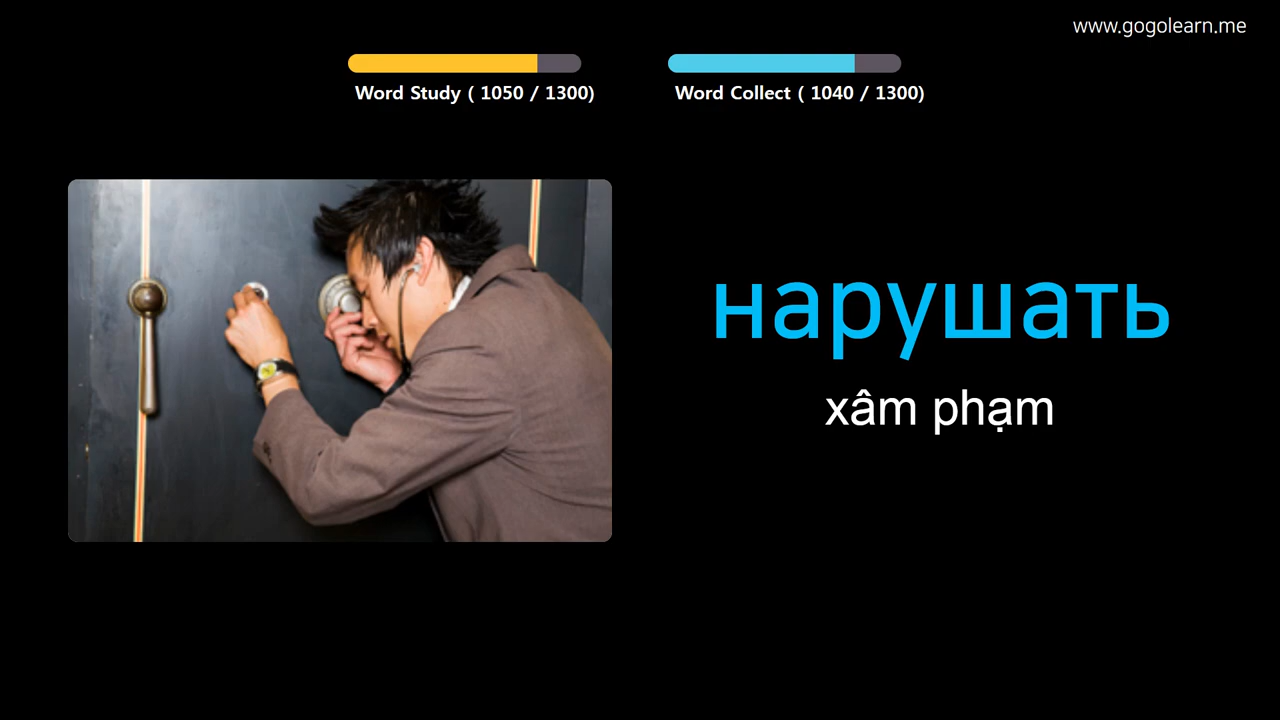 www.gogolearn.me
Word Study ( 1050 / 1300)
Word Collect ( 1040 / 1300)
нарушать
xâm phạm